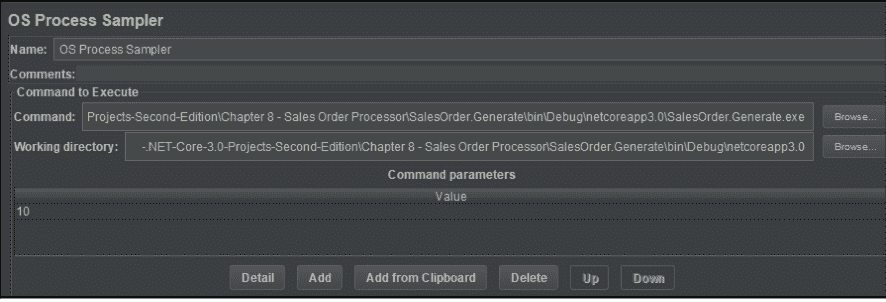 OS Process Sampler
Name: OS Process Sampler
Comments:
Command to Execute
Command: Projects-Second-Edition\Chapter 8 - Sales Order Processor\SalesOrder.Generate\bin\Debug\netcoreapp3.0\SalesOrder.Generate.exe Browse...
Working directory: -.NET-Core-3.0-Projects-Second-Edition\Chapter 8 - Sales Order Processor\SalesOrder.Generate\bin\Debug\netcoreapp3.0 Browse...
Command parameters
Value
10
Detail Add Add from Clipboard Delete Up Down